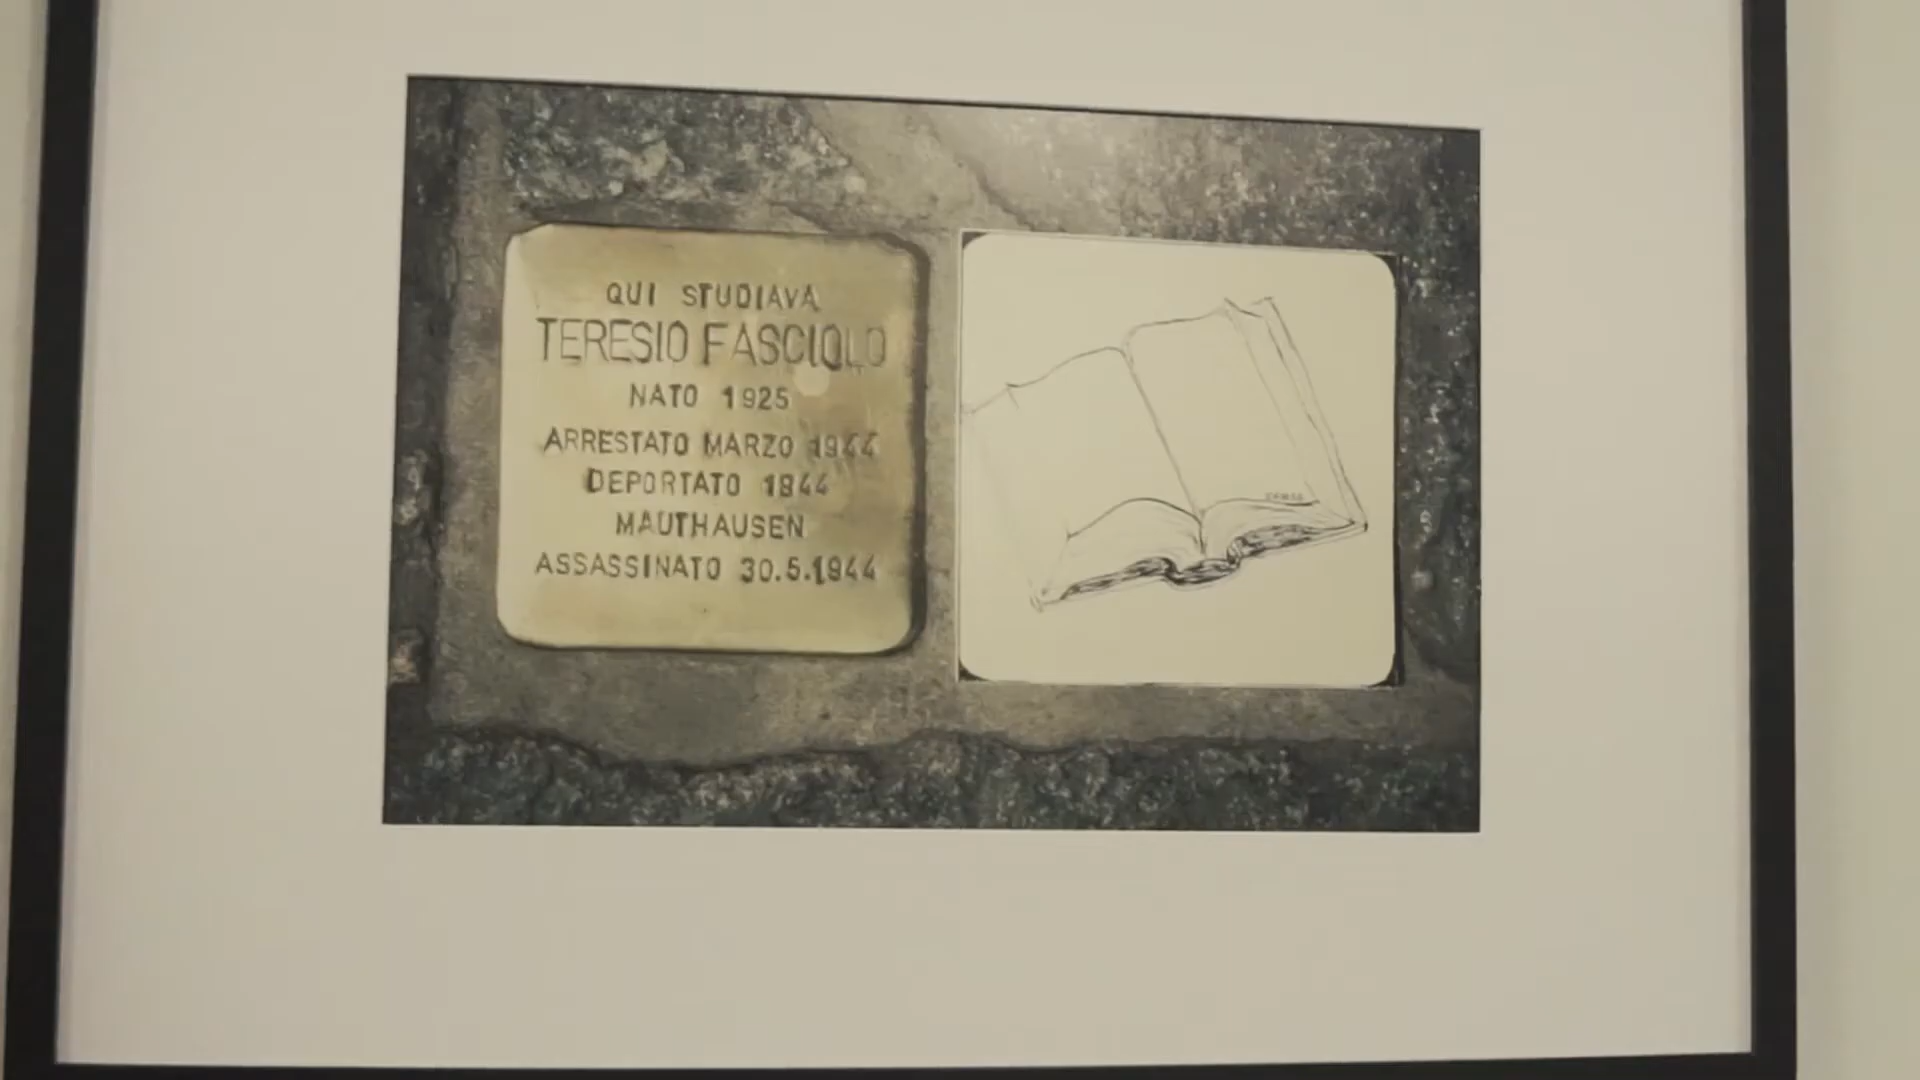 QUI STUDIAVA
TERESIO FASCIOLO
NATO 1925
ARRESTATO MARZO 1944
DEPORTATO 1944
MAUTHAUSEN
ASSASSINATO 30.5.1944